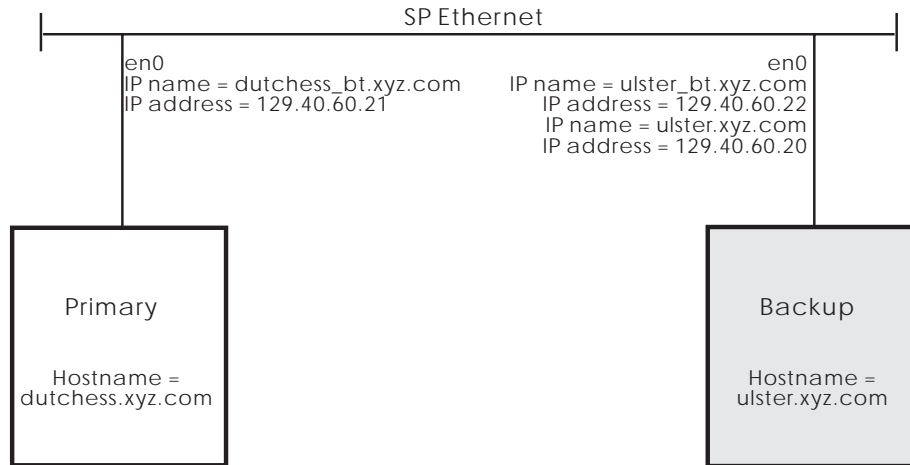 SP Ethernet
en0
IP name = dutchess_bt.xyz.com
IP address = 129.40.60.21
en0
IP name = ulster_bt.xyz.com
IP address = 129.40.60.22
IP name = ulster.xyz.com
IP address = 129.40.60.20
Primary
Hostname =
dutchess.xyz.com
Backup
Hostname =
ulster.xyz.com